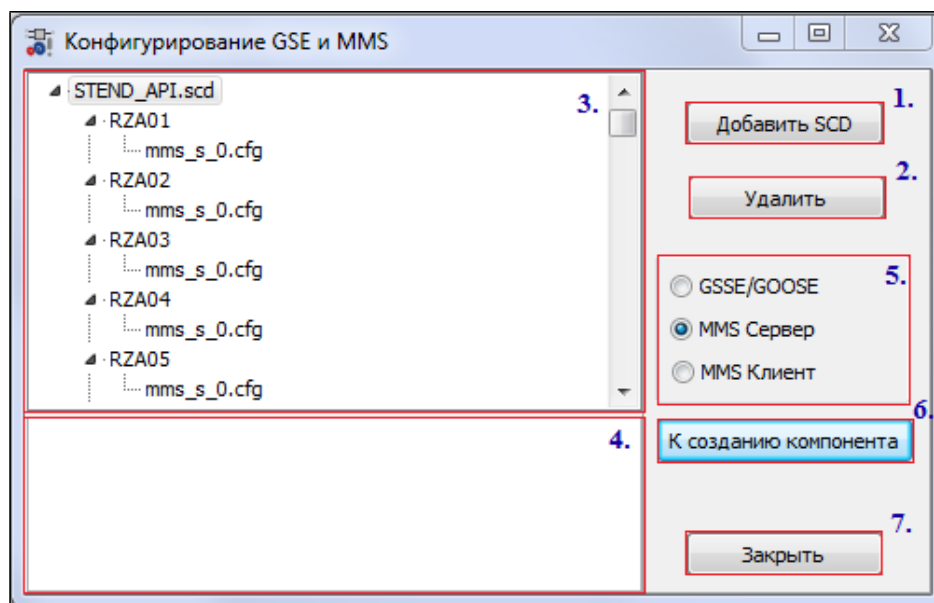 Конфигурирование GSE и MMS
STEND_API.scd
RZA01
mms_s_0.cfg
RZA02
mms_s_0.cfg
RZA03
mms_s_0.cfg
RZA04
mms_s_0.cfg
RZA05
mms_s_0.cfg
3.
4.
1.
Добавить SCD
2.
Удалить
5.
GSSE/GOOSE
MMS Сервер
MMS Клиент
6.
К созданию компонента
7.
Закрыть